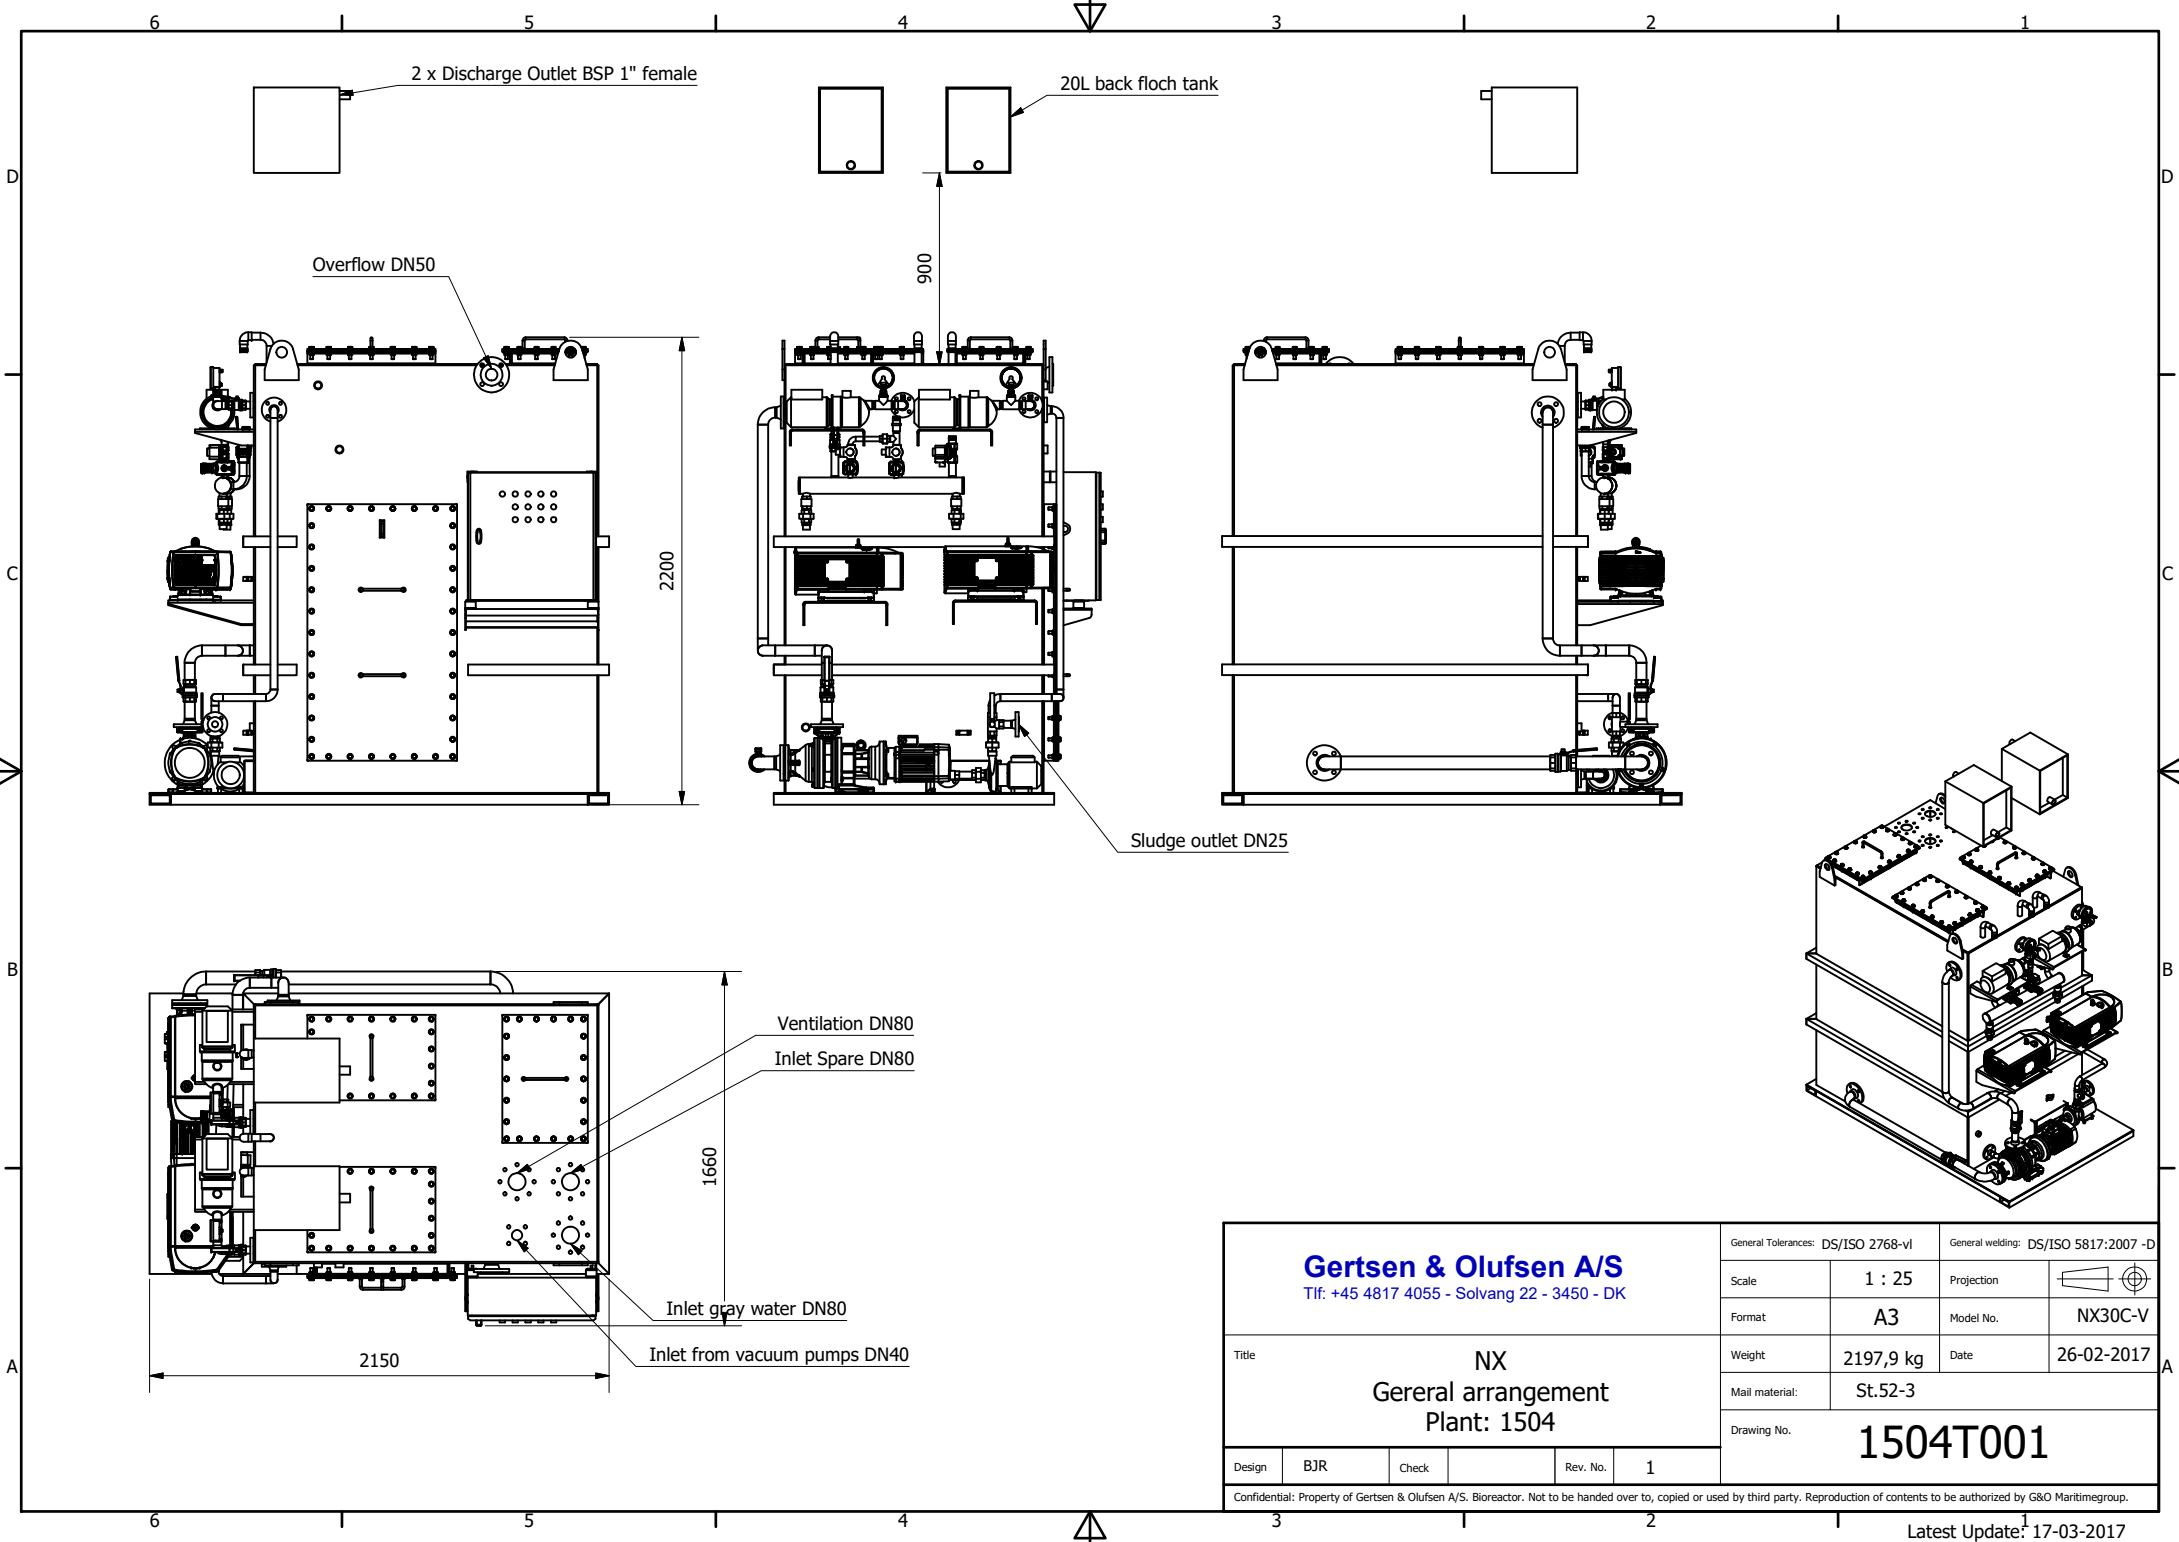 6 5 4 3 2 1
2 x Discharge Outlet BSP 1" female
20L back floch tank
D D
Overflow DN50
900
2200
C C
Sludge outlet DN25
B B
Ventilation DN80
Inlet Spare DN80
1660
Inlet gray water DN80
Inlet from vacuum pumps DN40
2150
A A
Gertsen & Olufsen A/S
Tlf: +45 4817 4055 - Solvang 22 - 3450 - DK
General Tolerances: DS/ISO 2768-vl General welding: DS/ISO 5817:2007 -D
Scale 1 : 25 Projection
Format A3 Model No. NX30C-V
Title NX
Gereral arrangement
Plant: 1504
Weight 2197,9 kg Date 26-02-2017
Mail material: St.52-3
Drawing No. 1504T001
Design BJR Check Rev. No. 1
Confidential: Property of Gertsen & Olufsen A/S. Bioreactor. Not to be handed over to, copied or used by third party. Reproduction of contents to be authorized by G&O Maritimegroup.
6 5 4 3 2 1
Latest Update: 17-03-2017